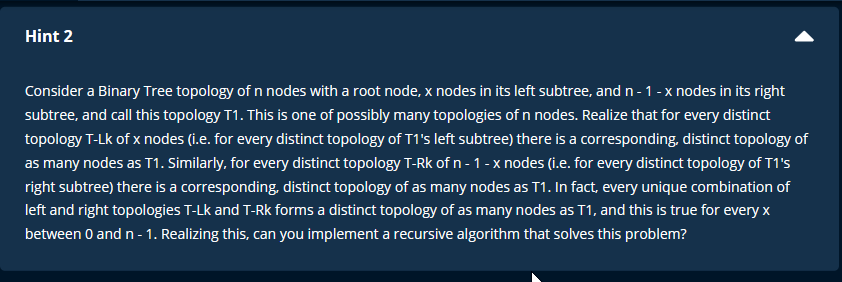 Hint 2
Consider a Binary Tree topology of n nodes with a root node, x nodes in its left subtree, and n - 1 - x nodes in its right
subtree, and call this topology T1. This is one of possibly many topologies of n nodes. Realize that for every distinct
topology T-Lk of x nodes (i.e. for every distinct topology of T1's left subtree) there is a corresponding, distinct topology of
as many nodes as T1. Similarly, for every distinct topology T-Rk of n - 1 - x nodes (i.e. for every distinct topology of T1's
right subtree) there is a corresponding, distinct topology of as many nodes as T1. In fact, every unique combination of
left and right topologies T-Lk and T-Rk forms a distinct topology of as many nodes as T1, and this is true for every x
between 0 and n - 1. Realizing this, can you implement a recursive algorithm that solves this problem?